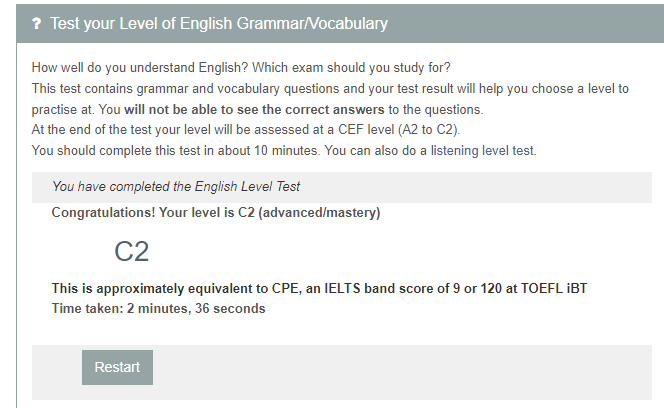 ? Test your Level of English Grammar/Vocabulary
How well do you understand English? Which exam should you study for?
This test contains grammar and vocabulary questions and your test result will help you choose a level to
practise at. You will not be able to see the correct answers to the questions.
At the end of the test your level will be assessed at a CEF level (A2 to C2).
You should complete this test in about 10 minutes. You can also do a listening level test.
You have completed the English Level Test
Congratulations! Your level is C2 (advanced/mastery)
C2
This is approximately equivalent to CPE, an IELTS band score of 9 or 120 at TOEFL iBT
Time taken: 2 minutes, 36 seconds
Restart